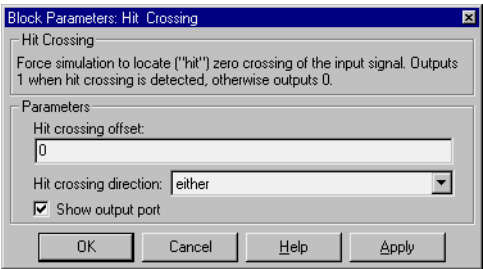 Block Parameters: Hit Crossing
Hit Crossing
Force simulation to locate ("hit") zero crossing of the input signal. Outputs
1 when hit crossing is detected, otherwise outputs 0.
Parameters
Hit crossing offset:
0
Hit crossing direction: either
Show output port
OK Cancel Help Apply